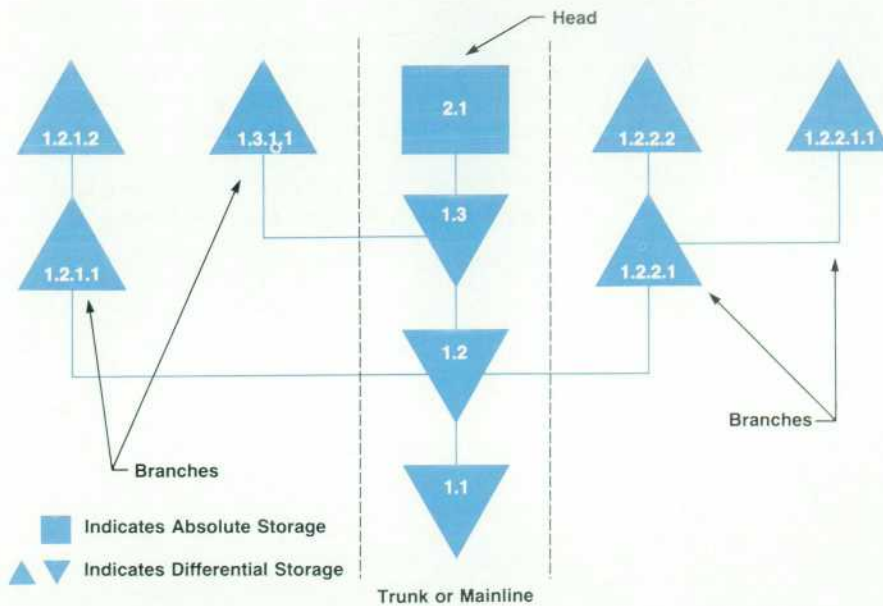 Head
2.1
1.2.1.2
1.3.1.1
1.2.2.2
1.2.2.1.1
1.3
1.2.1.1
1.2.2.1
1.2
Branches
Branches
1.1
Indicates Absolute Storage
Indicates Differential Storage
Trunk or Mainline